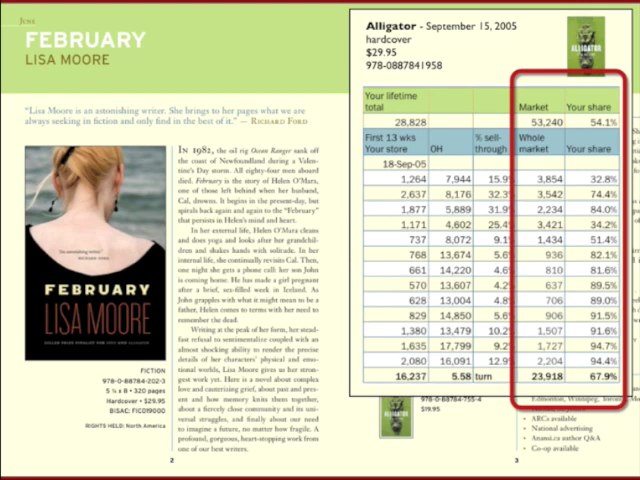 June
FEBRUARY
LISA MOORE
“Lisa Moore is an astonishing writer. She brings to her pages what we are
always seeking in fiction and only find in the best of it.” — Richard Ford
"An astonishing writer."
RICHARD FORD
FEBRUARY
LISA MOORE
FICTION
978-0-88784-202-3
5 ¼ x 8 • 320 pages
Hardcover • $29.95
BISAC: FIC019000
RIGHTS HELD: North America
In 1982, the oil rig Ocean Ranger sank off
the coast of Newfoundland during a Valen-
tine's Day storm. All eighty-four men aboard
died. February is the story of Helen O'Mara,
one of those left behind when her husband,
Cal, drowns. It begins in the present-day, but
spirals back again and again to the "February"
that persists in Helen's mind and heart.
In her external life, Helen O'Mara cleans
and does yoga and looks after her grandchil-
dren and shakes hands with solitude. In her
internal life, she continually revisits Cal. Then,
one night she gets a phone call: her son John
is coming home. He has made a girl pregnant
after a brief, sex-filled week in Iceland. As
John grapples with what it might mean to be a
father, Helen comes to terms with her need to
remember the dead.
Writing at the peak of her form, her stead-
fast refusal to sentimentalize coupled with an
almost shocking ability to render the precise
details of her characters' physical and emo-
tional worlds, Lisa Moore gives us her stron-
gest work yet. Here is a novel about complex
love and cauterizing grief, about past and pres-
ent and how memory knits them together,
about a fiercely close community and its uni-
versal struggles, and finally about our need
to imagine a future, no matter how fragile. A
profound, gorgeous, heart-stopping work from
one of our best writers.
2
Alligator - September 15, 2005
hardcover
$29.95
978-0887841958
ALLIGATOR
Your lifetime total Market Your share
28,828 53,240 54.1%
First 13 wks Your store OH % sell-through Whole market Your share
18-Sep-05
1,264 7,944 15.9% 3,854 32.8%
2,637 8,176 32.3% 3,542 74.4%
1,877 5,889 31.9% 2,234 84.0%
1,171 4,602 25.4% 3,421 34.2%
737 8,072 9.1% 1,434 51.4%
768 13,674 5.6% 936 82.1%
661 14,220 4.6% 810 81.6%
570 13,607 4.2% 637 89.5%
628 13,004 4.8% 706 89.0%
829 14,850 5.6% 906 91.5%
1,380 13,479 10.2% 1,507 91.6%
1,635 17,799 9.2% 1,727 94.7%
2,080 16,091 12.9% 2,204 94.4%
16,237 5.58 turn 23,918 67.9%
978-0-88784-755-4
$19.95
Edmonton, Winnipeg,
• ARCs available
• National advertising
• Anansi.ca author Q&A
• Co-op available
3